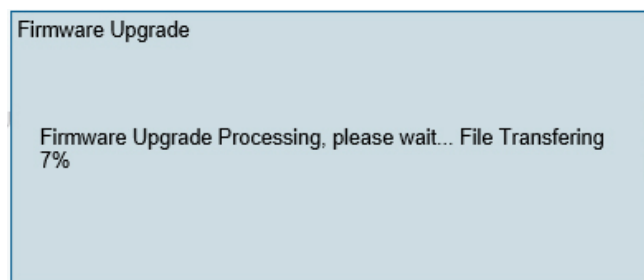 Firmware Upgrade
Firmware Upgrade Processing, please wait... File Transfering
7%